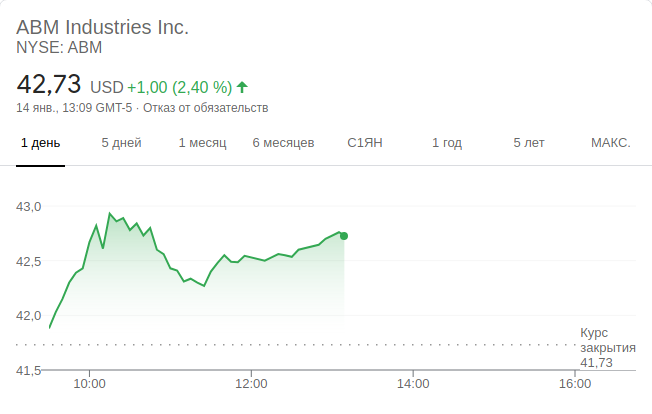 ABM Industries Inc.
NYSE: ABM
42,73 USD +1,00 (2,40 %)
14 янв., 13:09 GMT-5 · Отказ от обязательств
1 день 5 дней 1 месяц 6 месяцев С1ЯН 1 год 5 лет МАКС.
43,0
42,5
42,0
Курс
закрытия
41,73
41,5
10:00 12:00 14:00 16:00